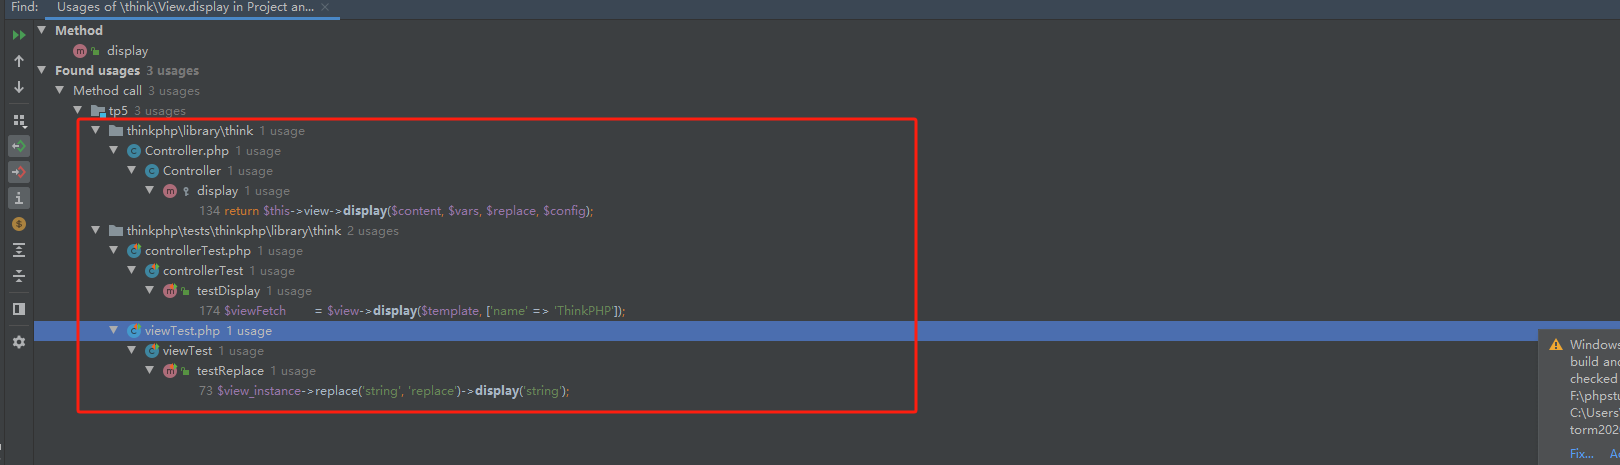 Find: Usages of \think\View.display in Project an...
Method
display
Found usages 3 usages
Method call 3 usages
tp5 3 usages
thinkphp\library\think 1 usage
Controller.php 1 usage
Controller 1 usage
display 1 usage
134 return $this->view->display($content, $vars, $replace, $config);
thinkphp\tests\thinkphp\library\think 2 usages
controllerTest.php 1 usage
controllerTest 1 usage
testDisplay 1 usage
174 $viewFetch = $view->display($template, ['name' => 'ThinkPHP']);
viewTest.php 1 usage
viewTest 1 usage
testReplace 1 usage
73 $view_instance->replace('string', 'replace')->display('string');
Windows
build and
checked
F:\phpstu
C:\Users\
torm202
Fix...